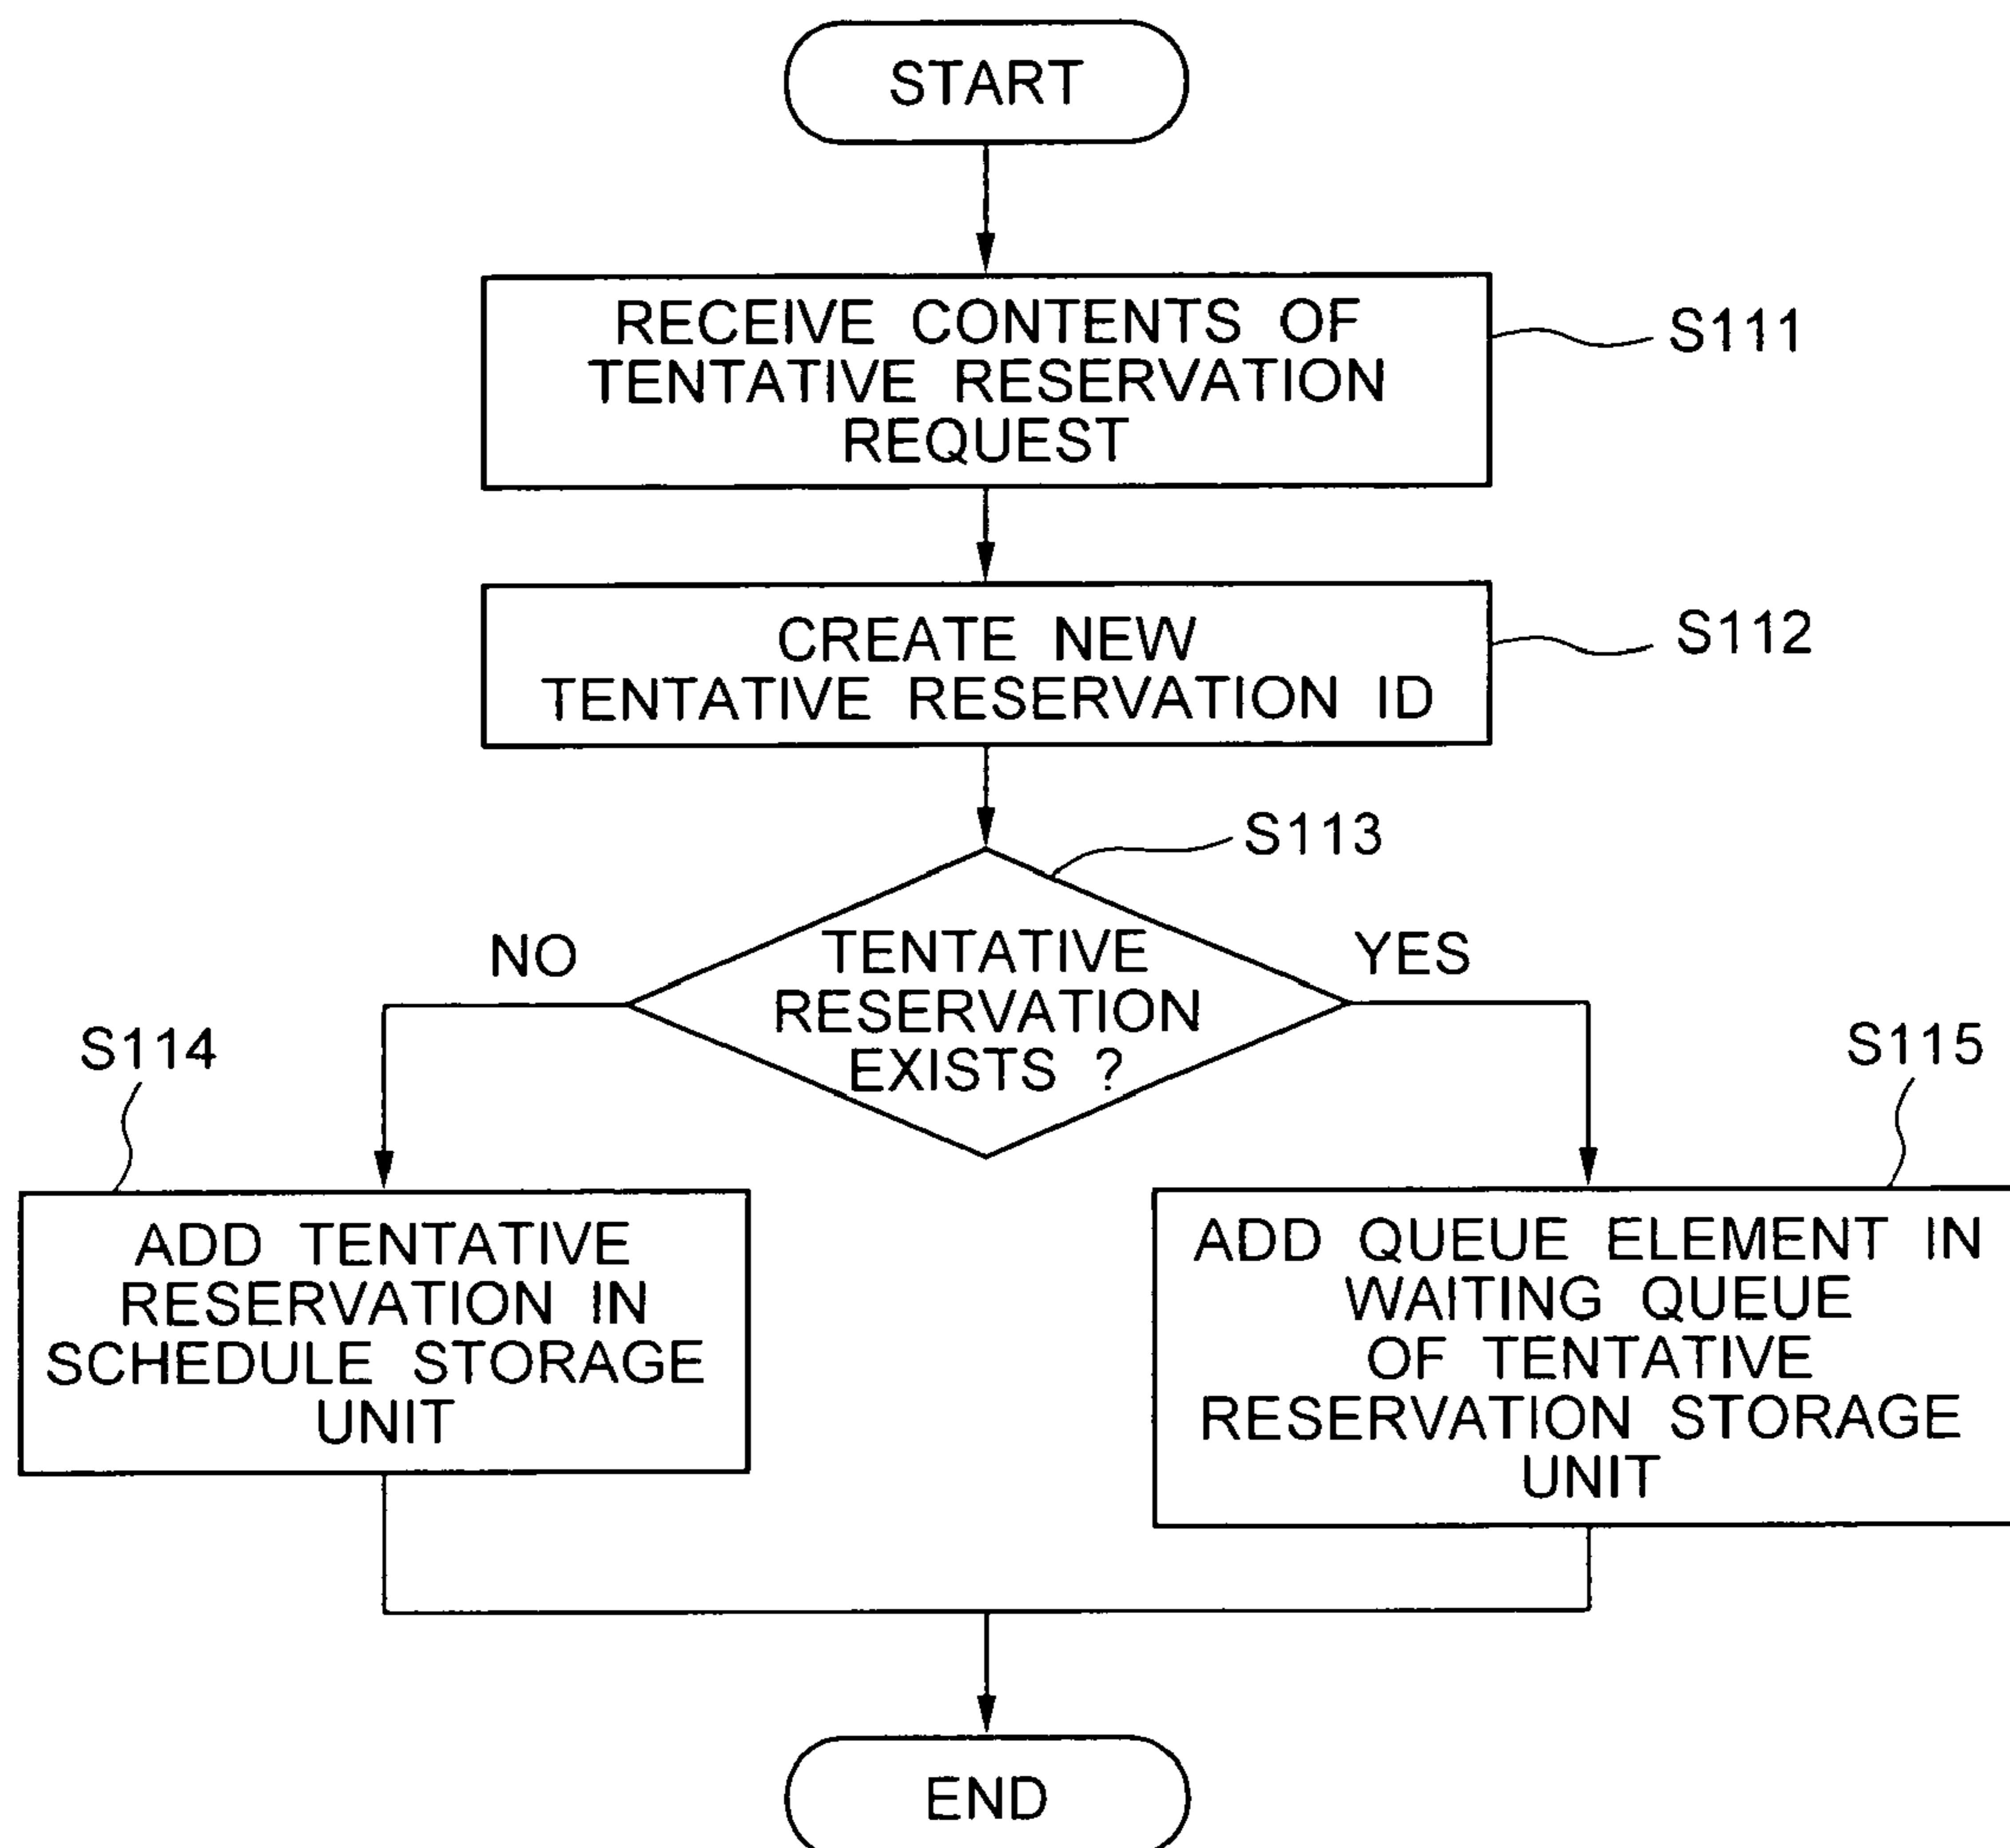 START
RECEIVE CONTENTS OF
TENTATIVE RESERVATION
REQUEST
S111
CREATE NEW
TENTATIVE RESERVATION ID
S112
S113
TENTATIVE
RESERVATION
EXISTS ?
NO
YES
S114
S115
ADD TENTATIVE
RESERVATION IN
SCHEDULE STORAGE
UNIT
ADD QUEUE ELEMENT IN
WAITING QUEUE
OF TENTATIVE
RESERVATION STORAGE
UNIT
END